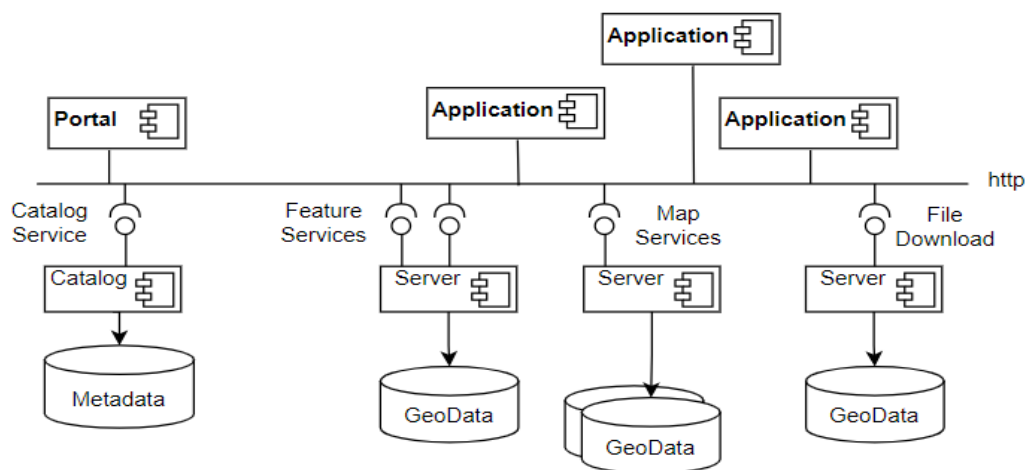 Application
Portal
Application
Application
http
Catalog
Service
Feature
Services
Map
Services
File
Download
Catalog
Server
Server
Server
Metadata
GeoData
GeoData
GeoData